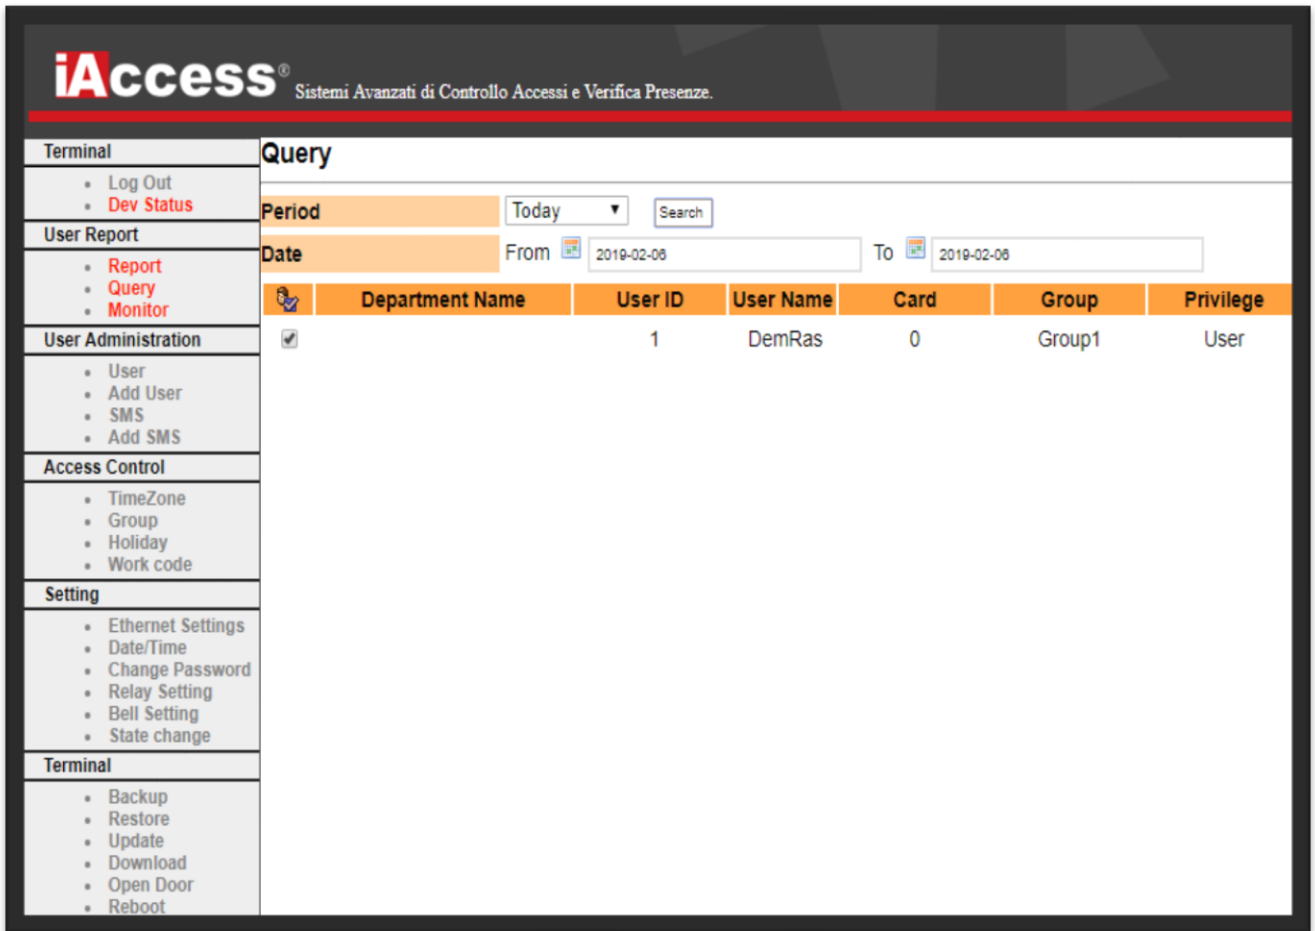 iAccess® Sistemi Avanzati di Controllo Accessi e Verifica Presenze.
Terminal
Log Out
Dev Status
User Report
Report
Query
Monitor
User Administration
User
Add User
SMS
Add SMS
Access Control
TimeZone
Group
Holiday
Work code
Setting
Ethernet Settings
Date/Time
Change Password
Relay Setting
Bell Setting
State change
Terminal
Backup
Restore
Update
Download
Open Door
Reboot
Query
Period Today Search
Date From 2019-02-06 To 2019-02-06
Department Name User ID User Name Card Group Privilege
1 DemRas 0 Group1 User